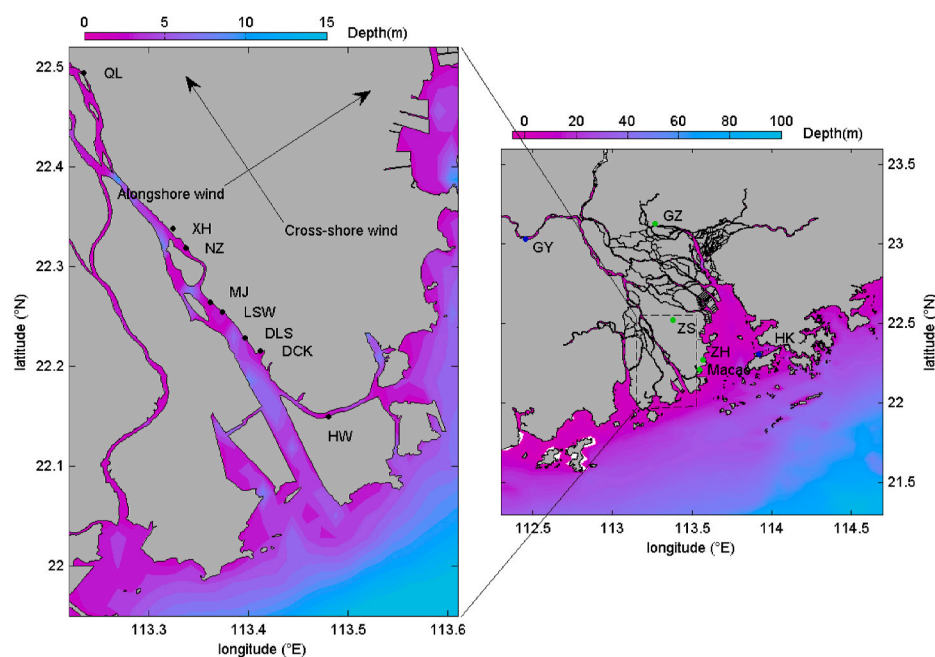 0 5 10 15 Depth(m)
22.5
22.4
22.3
22.2
22.1
22
latitude (°N)
QL
Alongshore wind
XH
Cross-shore wind
NZ
MJ
LSW
DLS
DCK
HW
113.3 113.4 113.5 113.6
longitude (°E)
0 20 40 60 80 100
Depth(m)
GZ
GY
ZS
HK
ZH
Macao
23.5
23
22.5
22
21.5
latitude (°N)
112.5 113 113.5 114 114.5
longitude (°E)